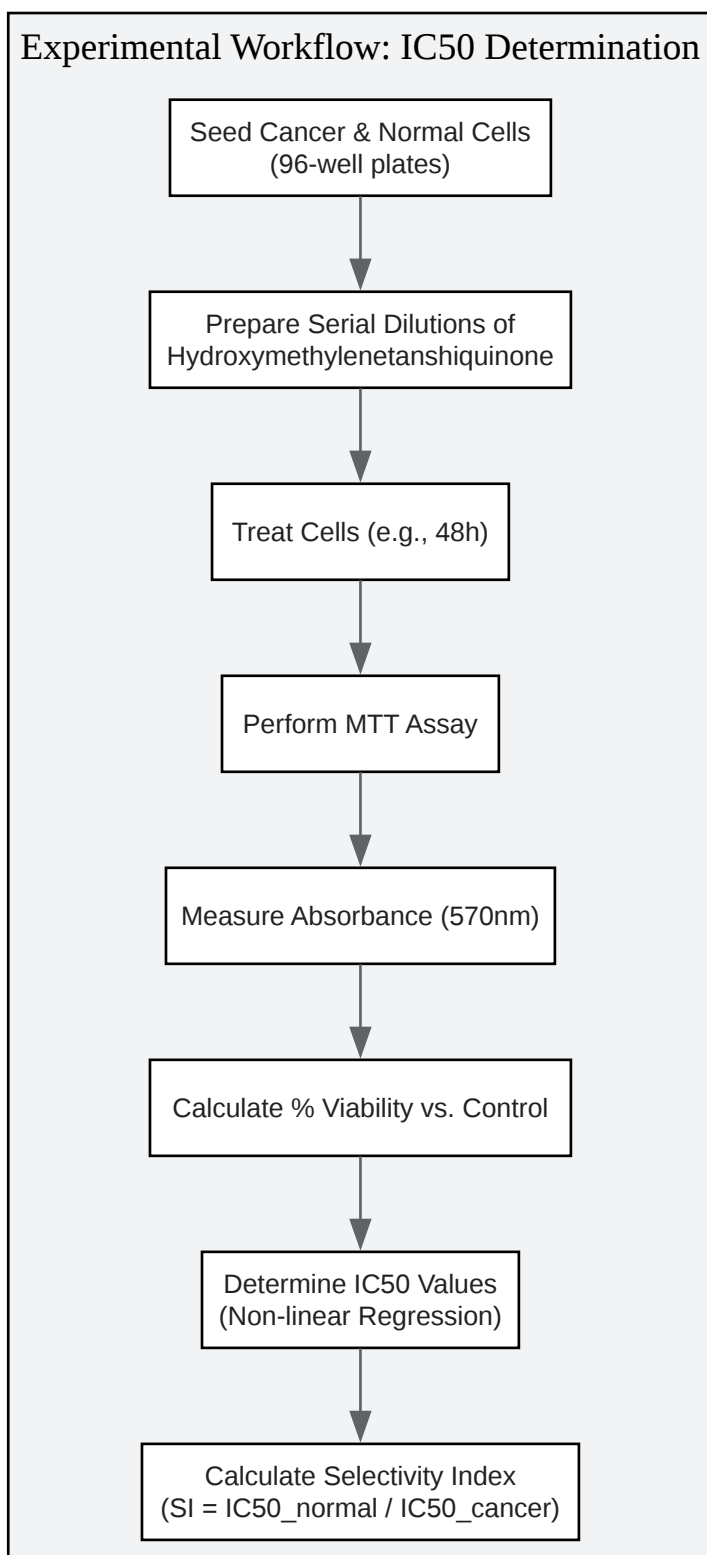 Experimental Workflow: IC50 Determination
Seed Cancer & Normal Cells
(96-well plates)
Prepare Serial Dilutions of
Hydroxymethylenetanshiquinone
Treat Cells (e.g., 48h)
Perform MTT Assay
Measure Absorbance (570nm)
Calculate % Viability vs. Control
Determine IC50 Values
(Non-linear Regression)
Calculate Selectivity Index
(SI = IC50_normal / IC50_cancer)